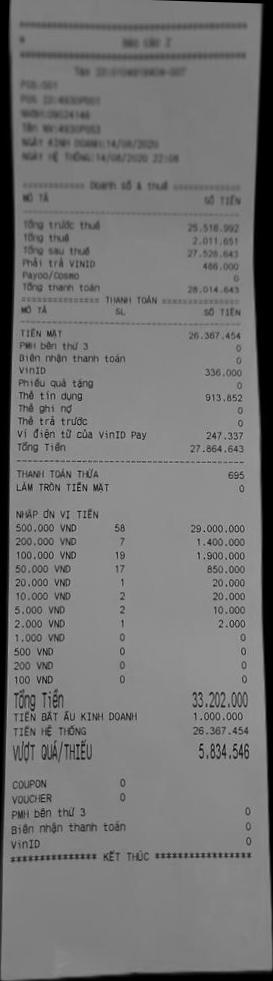 BÁO CÁO Z
POS:001
NGÀY KINH DOANH:14/08/2020
NGÀY HỆ THỐNG:14/08/2020 22:08
============ Doanh số & thuế ============
MÔ TẢ SỐ TIỀN
Tổng trước thuế 25.516.992
Tổng thuế 2.011.651
Tổng sau thuế 27.528.643
Phải trả VINID 486.000
Payoo/Cosmo 0
Tổng thanh toán 28.014.643
============== THANH TOÁN ==============
MÔ TẢ SL SỐ TIỀN
TIỀN MẶT 26.367.454
PMH bên thứ 3 0
Biên nhận thanh toán 0
VinID 336.000
Phiếu quà tặng 0
Thẻ tín dụng 913.852
Thẻ ghi nợ 0
Thẻ trả trước 0
Ví điện tử của VinID Pay 247.337
Tổng Tiền 27.864.643
THANH TOÁN THỪA 695
LÀM TRÒN TIỀN MẶT 0
NHẬP ƠN VỊ TIỀN
500.000 VND 58 29.000.000
200.000 VND 7 1.400.000
100.000 VND 19 1.900.000
50.000 VND 17 850.000
20.000 VND 1 20.000
10.000 VND 2 20.000
5.000 VND 2 10.000
2.000 VND 1 2.000
1.000 VND 0 0
500 VND 0 0
200 VND 0 0
100 VND 0 0
Tổng Tiền 33.202.000
TIỀN BẮT ẦU KINH DOANH 1.000.000
TIỀN HỆ THỐNG 26.367.454
VƯỢT QUÁ/THIẾU 5.834.546
COUPON 0
VOUCHER 0
PMH bên thứ 3 0
Biên nhận thanh toán 0
VinID 0
*************** KẾT THÚC ****************